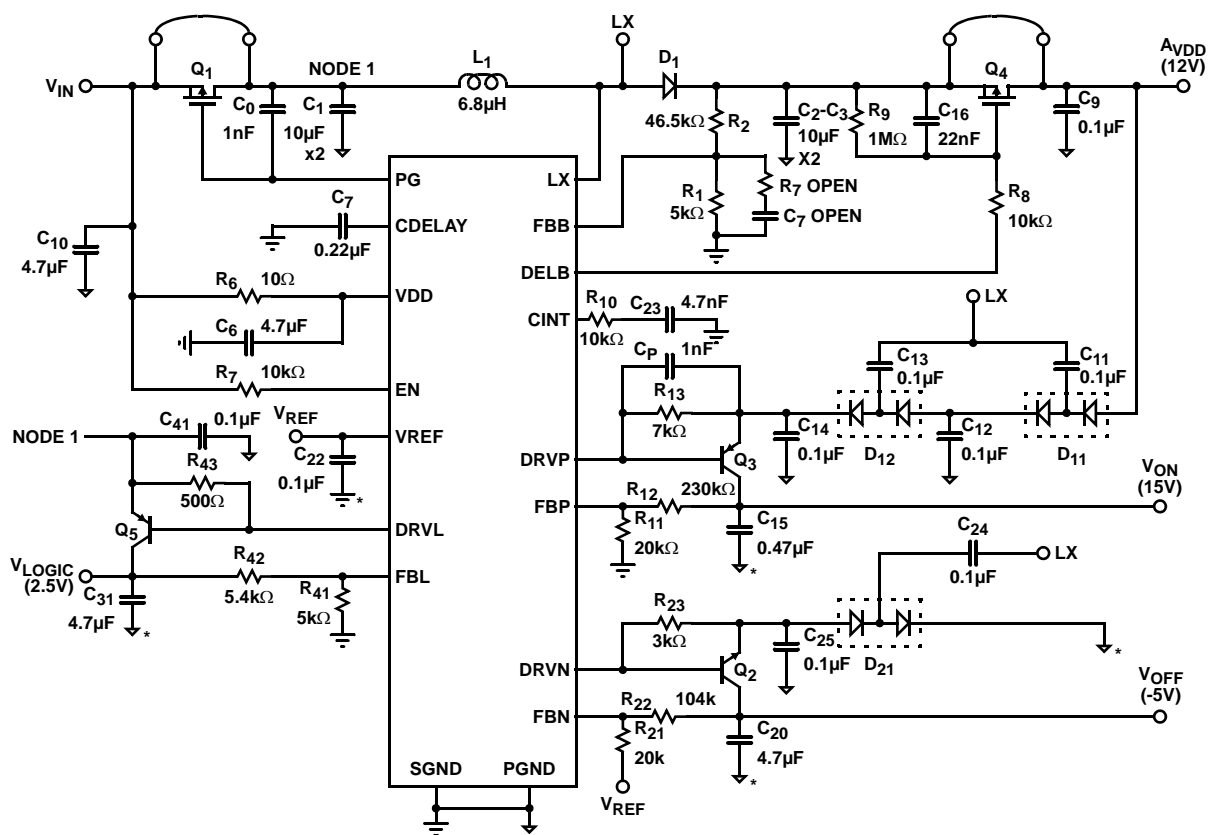 LX
V_IN
Q1
NODE 1
L1
6.8µH
D1
Q4
A_VDD
(12V)
C0
1nF
C1
10µF
x2
46.5kΩ
R2
C2-C3
10µF
X2
R9
1MΩ
C16
22nF
C9
0.1µF
PG
LX
R1
5kΩ
R7 OPEN
C7 OPEN
R8
10kΩ
C7
0.22µF
CDELAY
FBB
C10
4.7µF
DELB
R6
10Ω
VDD
LX
C6
4.7µF
CINT
R10
10kΩ
C23
4.7nF
CP
1nF
C13
0.1µF
C11
0.1µF
R7
10kΩ
EN
R13
7kΩ
C41
0.1µF
VREF
NODE 1
VREF
C14
0.1µF
D12
C12
0.1µF
D11
R43
500Ω
C22
0.1µF
*
DRVP
Q3
V_ON
(15V)
Q5
DRVL
FBP
R12
230kΩ
R11
20kΩ
C15
0.47µF
*
C24
0.1µF
LX
V_LOGIC
(2.5V)
R42
5.4kΩ
FBL
R41
5kΩ
C31
4.7µF
*
R23
3kΩ
C25
0.1µF
D21
*
DRVN
Q2
V_OFF
(-5V)
FBN
R22
104k
R21
20k
C20
4.7µF
*
SGND
PGND
VREF